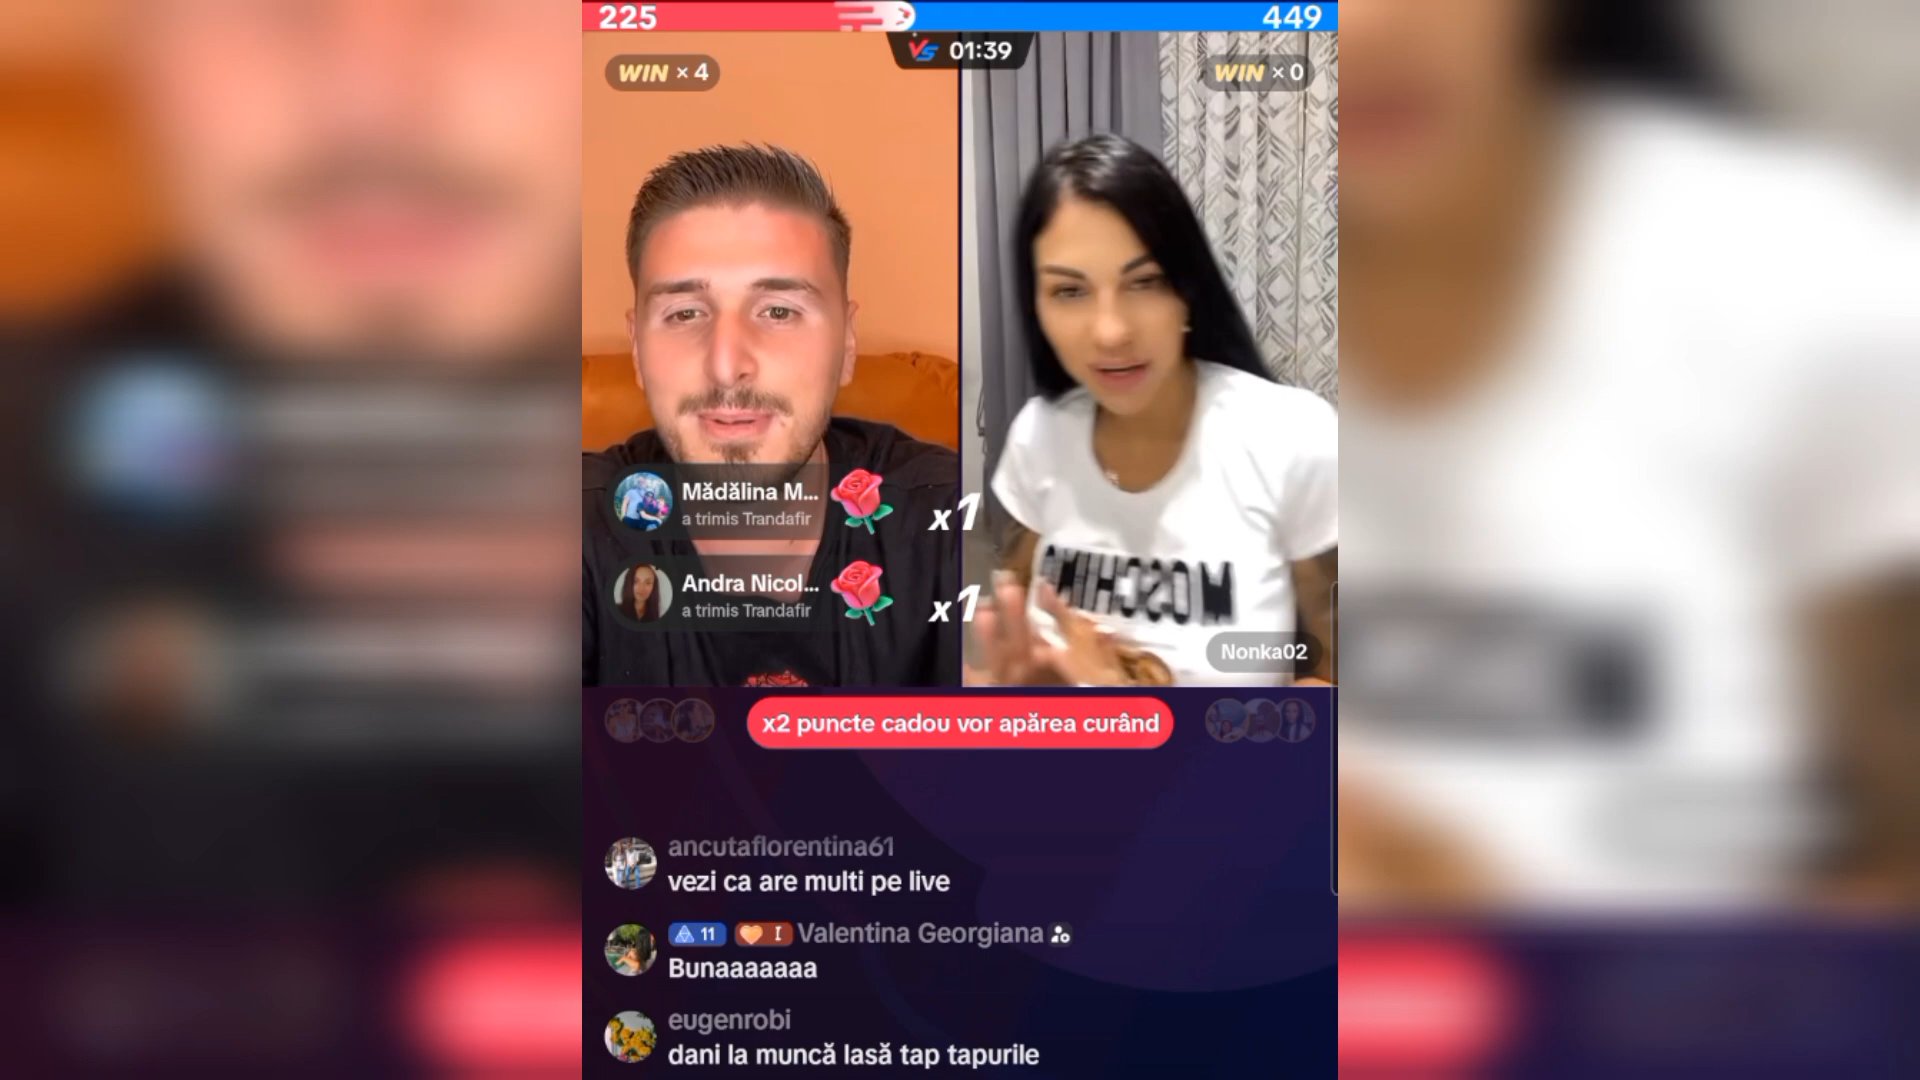 225
449
VS 01:39
WIN × 4
WIN × 0
Mădălina M...
a trimis Trandafir
x1
Andra Nicol...
a trimis Trandafir
x1
MOSCHINO
Nonka02
x2 puncte cadou vor apărea curând
ancutaflorentina61
vezi ca are multi pe live
11 I Valentina Georgiana
Bunaaaaaaa
eugenrobi
dani la muncă lasă tap tapurile